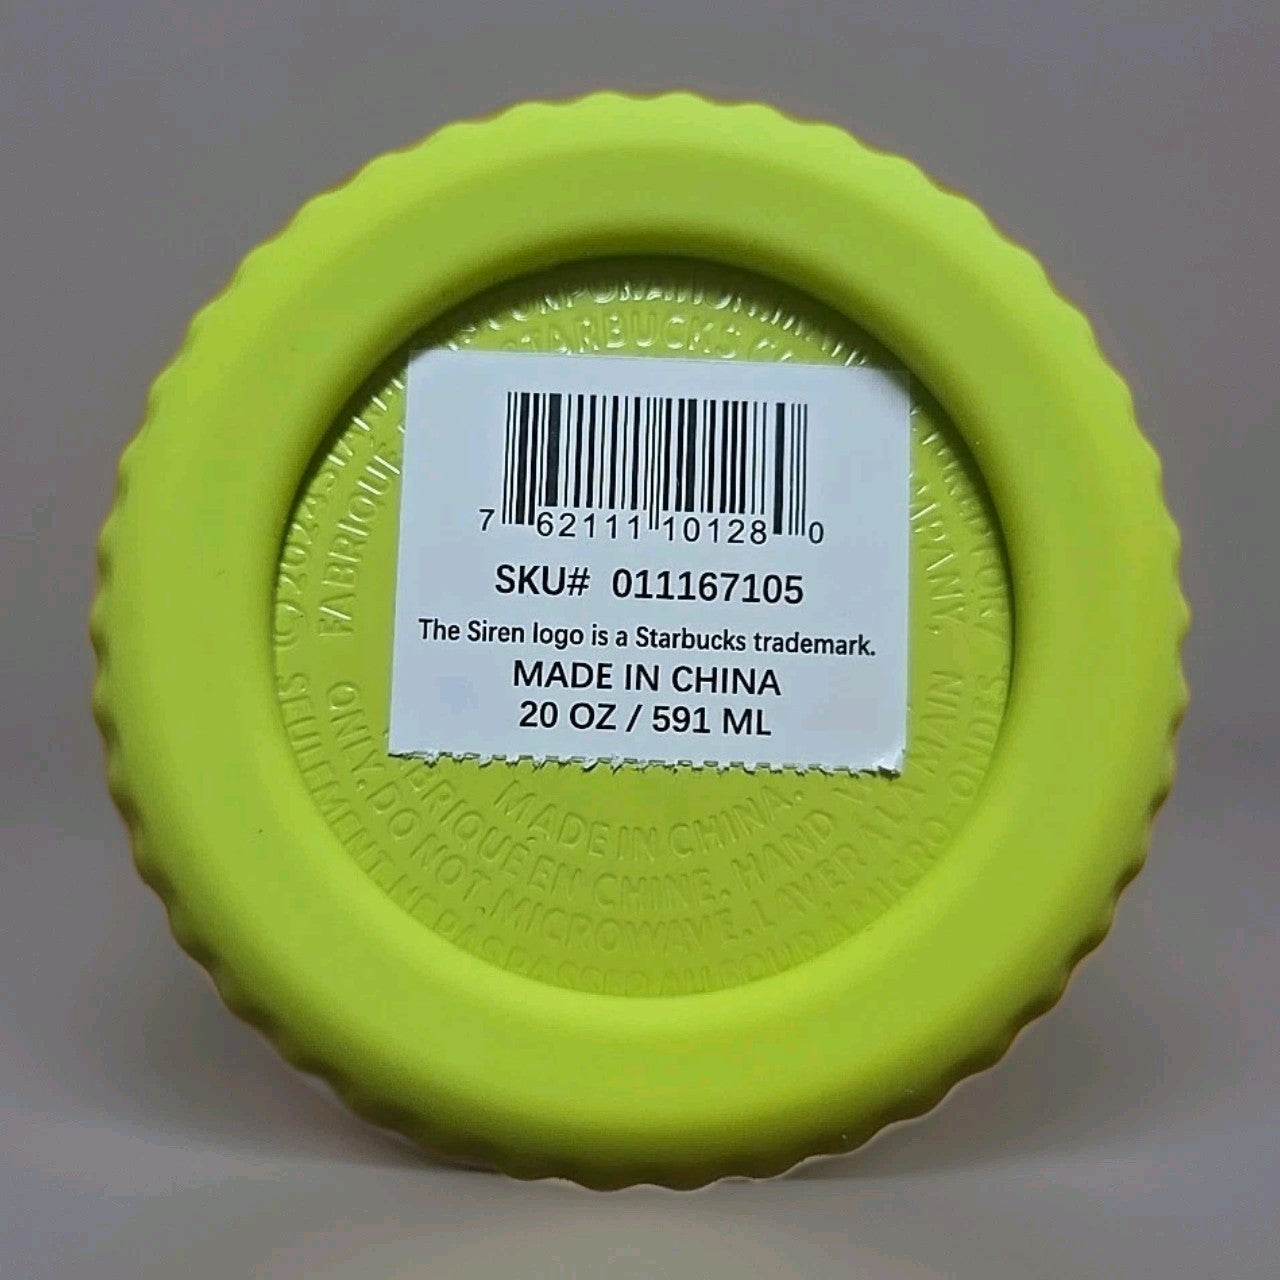 7 62111 10128 0
SKU# 011167105
The Siren logo is a Starbucks trademark.
MADE IN CHINA
20 OZ / 591 ML
CORPORATION.
STARBUCKS
FABRIQUÉ
MADE IN CHINA.
FABRIQUÉ EN CHINE. HAND
ONLY. DO NOT MICROWAVE. LAVER À LA MAIN
SEULEMENT. NE PAS PASSER AU FOUR À MICRO-ONDES.